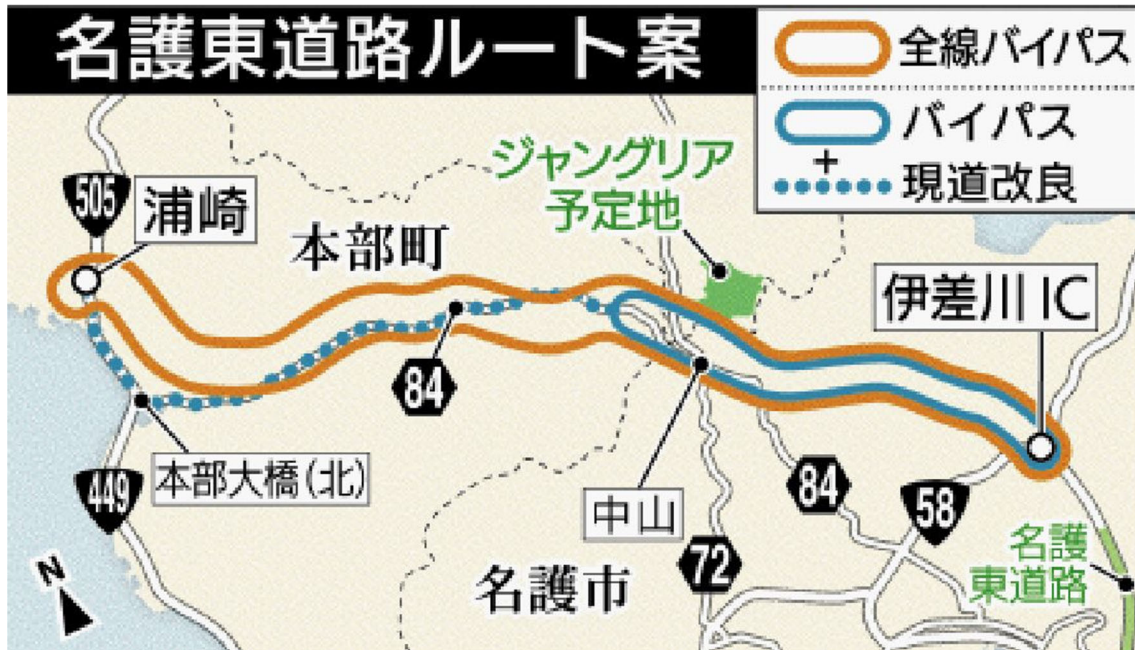 名護東道路ルート案
全線バイパス
バイパス
+
現道改良
ジャングリア
予定地
505
浦崎
本部町
伊差川IC
84
本部大橋(北)
449
中山
84
58
72
名護市
名護
東道路
N